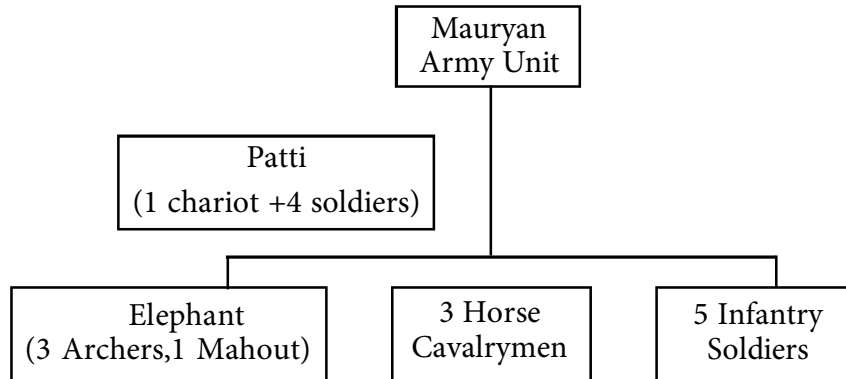 Mauryan
Army Unit
Patti
(1 chariot +4 soldiers)
Elephant
(3 Archers,1 Mahout)
3 Horse
Cavalrymen
5 Infantry
Soldiers